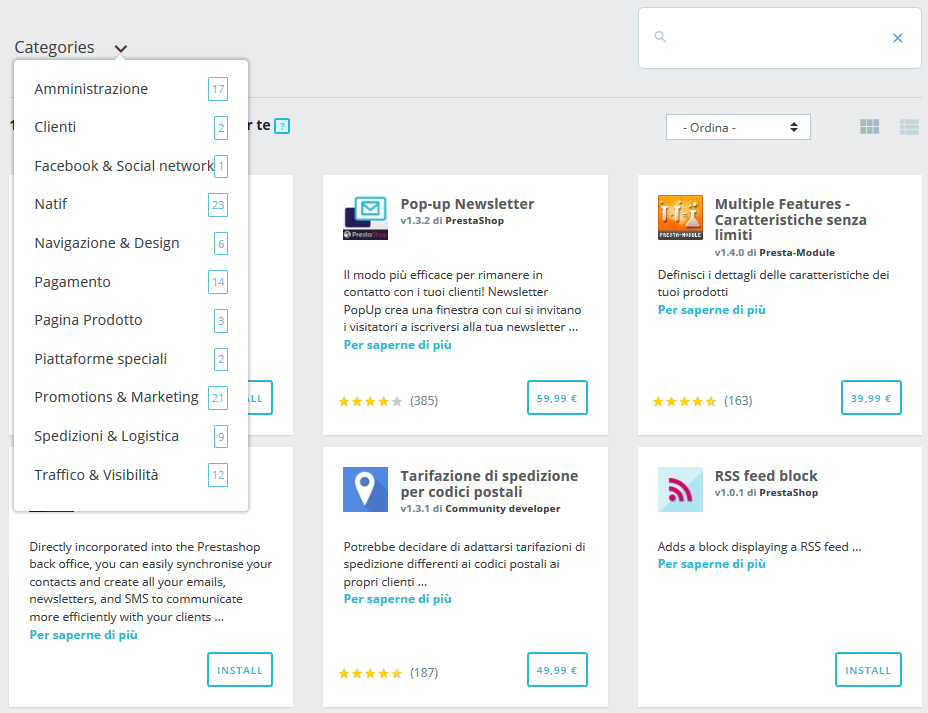 Categories
Amministrazione 17
Clienti 2
Facebook & Social network 1
Natif 23
Navigazione & Design 6
Pagamento 14
Pagina Prodotto 3
Piattaforme speciali 2
Promotions & Marketing 21
Spedizioni & Logistica 9
Traffico & Visibilità 12
te ?
- Ordina -
Pop-up Newsletter
v1.3.2 di PrestaShop
Il modo più efficace per rimanere in
contatto con i tuoi clienti! Newsletter
PopUp crea una finestra con cui si invitano
i visitatori a iscriversi alla tua newsletter ...
Per saperne di più
(385)
59,99 €
Multiple Features -
Caratteristiche senza
limiti
v1.4.0 di Presta-Module
PRESTA-MODULE
Definisci i dettagli delle caratteristiche dei
tuoi prodotti
Per saperne di più
(163)
39,99 €
Directly incorporated into the Prestashop
back office, you can easily synchronise your
contacts and create all your emails,
newsletters, and SMS to communicate
more efficiently with your clients ...
Per saperne di più
INSTALL
Tarifazione di spedizione
per codici postali
v1.3.1 di Community developer
Potrebbe decidare di adattarsi tarifazioni di
spedizione differenti ai codici postali ai
propri clienti ...
Per saperne di più
(187)
49,99 €
RSS feed block
v1.0.1 di PrestaShop
Adds a block displaying a RSS feed ...
Per saperne di più
INSTALL